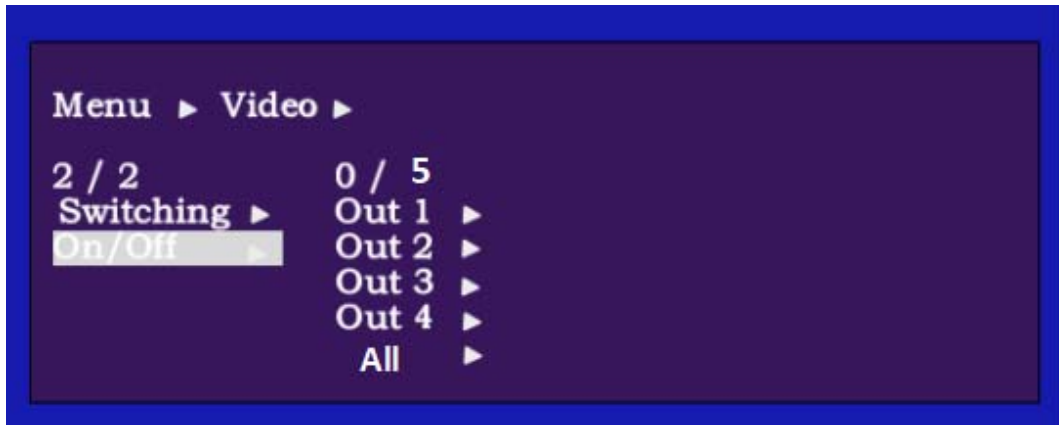 Menu ▶ Video ▶
2 / 2 0 / 5
Switching ▶ Out 1 ▶
On/Off ▶ Out 2 ▶
Out 3 ▶
Out 4 ▶
All ▶